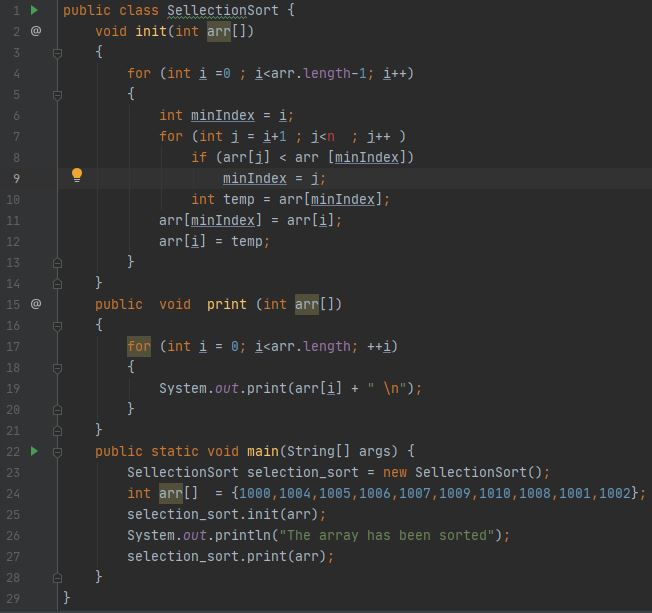 1 public class SellectionSort {
2 @ void init(int arr[])
3 {
4 for (int i =0 ; i<arr.length-1; i++)
5 {
6 int minIndex = i;
7 for (int j = i+1 ; j<n  ; j++ )
8 if (arr[j] < arr [minIndex])
9 minIndex = j;
10 int temp = arr[minIndex];
11 arr[minIndex] = arr[i];
12 arr[i] = temp;
13 }
14 }
15 @ public  void  print (int arr[])
16 {
17 for (int i = 0; i<arr.length; ++i)
18 {
19 System.out.print(arr[i] + " \n");
20 }
21 }
22 public static void main(String[] args) {
23 SellectionSort selection_sort = new SellectionSort();
24 int arr[]  = {1000,1004,1005,1006,1007,1009,1010,1008,1001,1002};
25 selection_sort.init(arr);
26 System.out.println("The array has been sorted");
27 selection_sort.print(arr);
28 }
29 }